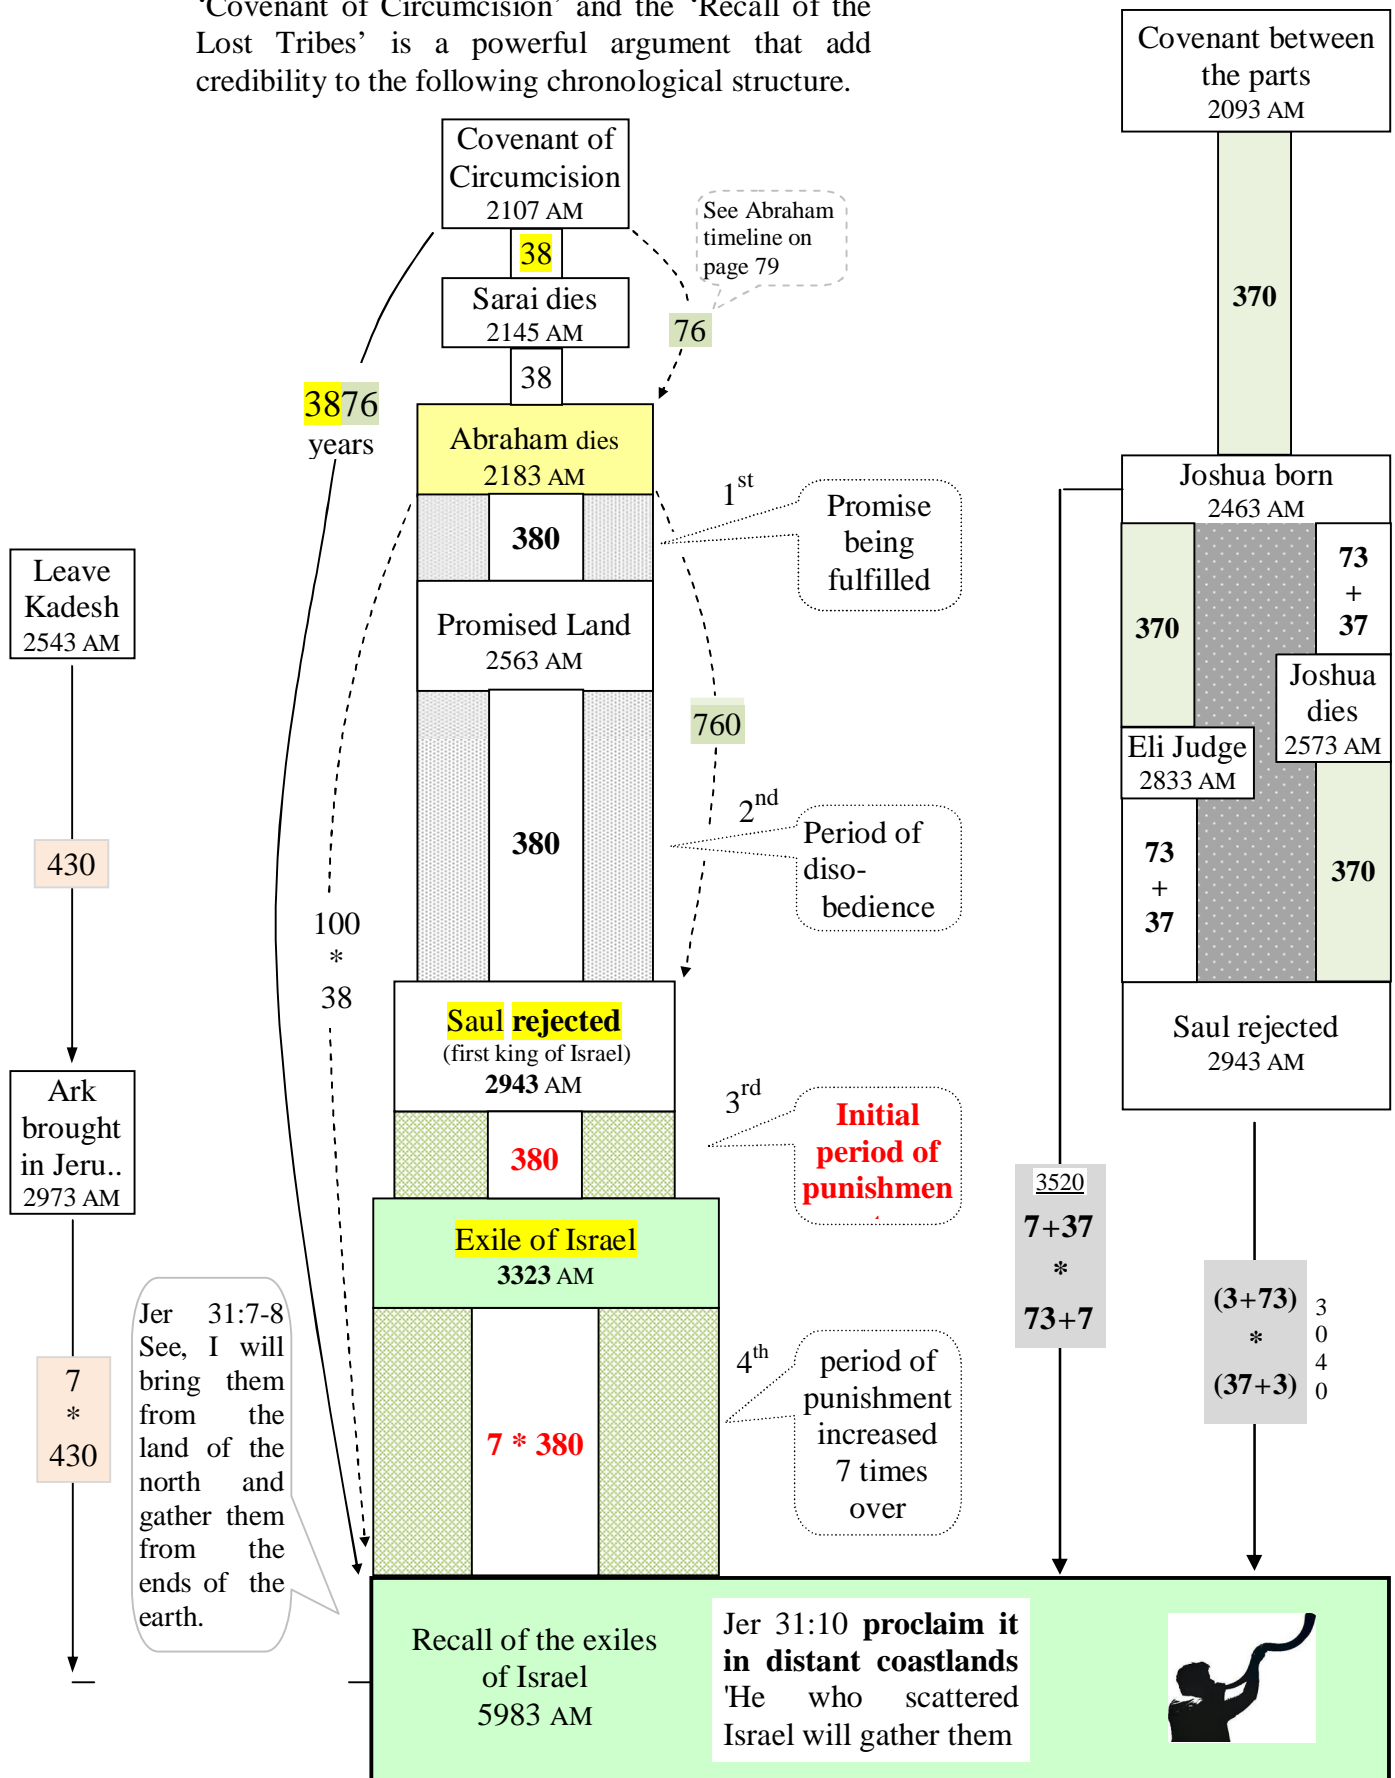 ‘Covenant of Circumcision’ and the ‘Recall of the
Lost Tribes’ is a powerful argument that add
credibility to the following chronological structure.
Covenant between
the parts
2093 AM
370
Covenant of
Circumcision
2107 AM
38
Sarai dies
2145 AM
38
See Abraham
timeline on
page 79
76
3876
years
Abraham dies
2183 AM
380
1st
Promise
being
fulfilled
Promised Land
2563 AM
760
380
2nd
Period of
diso-
bedience
100
*
38
Saul rejected
(first king of Israel)
2943 AM
380
3rd
Initial
period of
punishmen
Exile of Israel
3323 AM
7 * 380
4th
period of
punishment
increased
7 times
over
Leave
Kadesh
2543 AM
430
Ark
brought
in Jeru..
2973 AM
7
*
430
Jer 31:7-8
See, I will
bring them
from the
land of the
north and
gather them
from the
ends of the
earth.
Joshua born
2463 AM
370
73
+
37
Joshua
dies
2573 AM
Eli Judge
2833 AM
73
+
37
370
Saul rejected
2943 AM
3520
7+37
*
73+7
(3+73)
*
(37+3)
3
0
4
0
Recall of the exiles
of Israel
5983 AM
Jer 31:10 proclaim it
in distant coastlands
'He who scattered
Israel will gather them